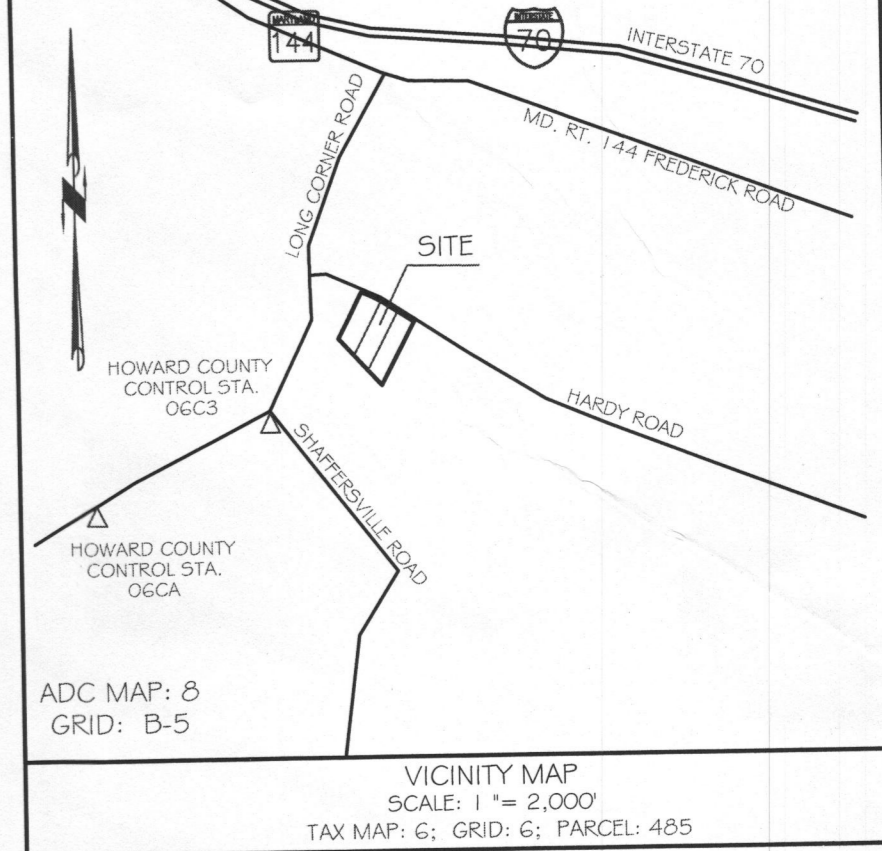 MARYLAND
144
INTERSTATE
70
INTERSTATE 70
MD. RT. 144 FREDERICK ROAD
LONG CORNER ROAD
SITE
HOWARD COUNTY
CONTROL STA.
06C3
HARDY ROAD
SHAFFERSVILLE ROAD
HOWARD COUNTY
CONTROL STA.
06CA
ADC MAP: 8
GRID: B-5
VICINITY MAP
SCALE: 1 "= 2,000'
TAX MAP: 6; GRID: 6; PARCEL: 485